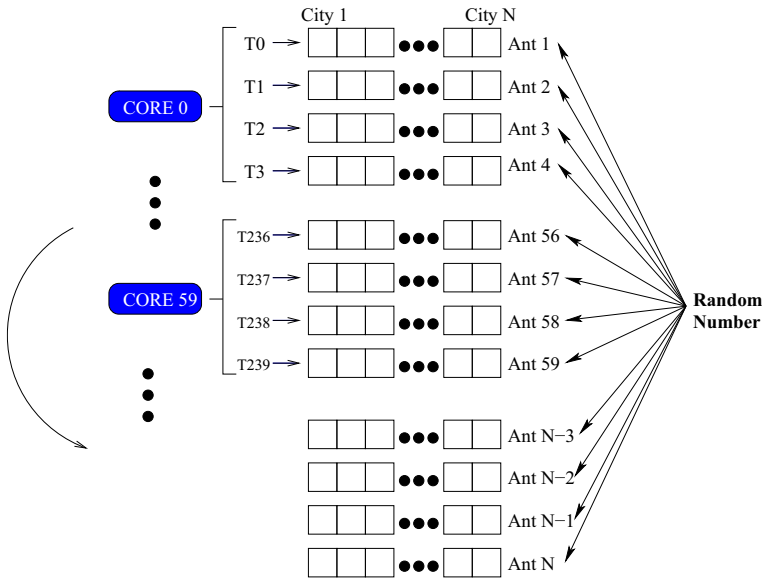 City 1 City N
T0 Ant 1
T1 Ant 2
CORE 0
T2 Ant 3
T3 Ant 4
T236 Ant 56
T237 Ant 57
CORE 59
Random
Number
T238 Ant 58
T239 Ant 59
Ant N−3
Ant N−2
Ant N−1
Ant N